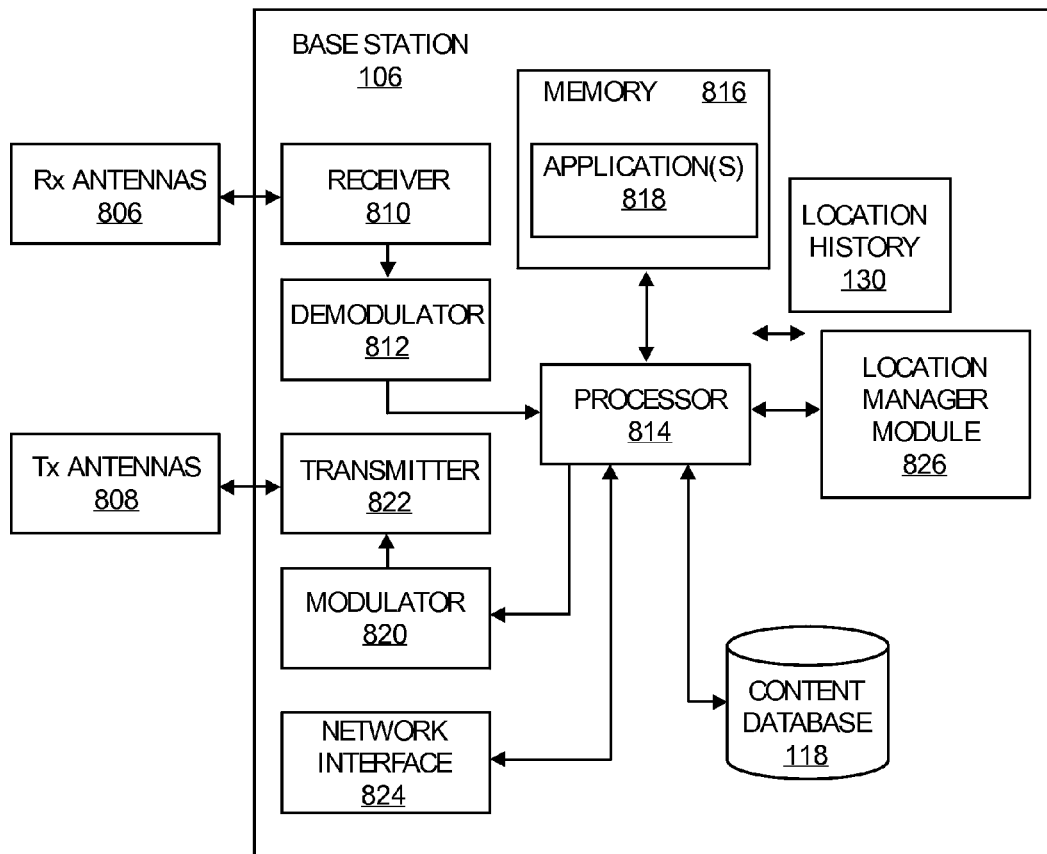 BASE STATION
106
MEMORY 816
APPLICATION(S)
818
Rx ANTENNAS
806
RECEIVER
810
LOCATION
HISTORY
130
DEMODULATOR
812
PROCESSOR
814
LOCATION
MANAGER
MODULE
826
Tx ANTENNAS
808
TRANSMITTER
822
MODULATOR
820
CONTENT
DATABASE
118
NETWORK
INTERFACE
824